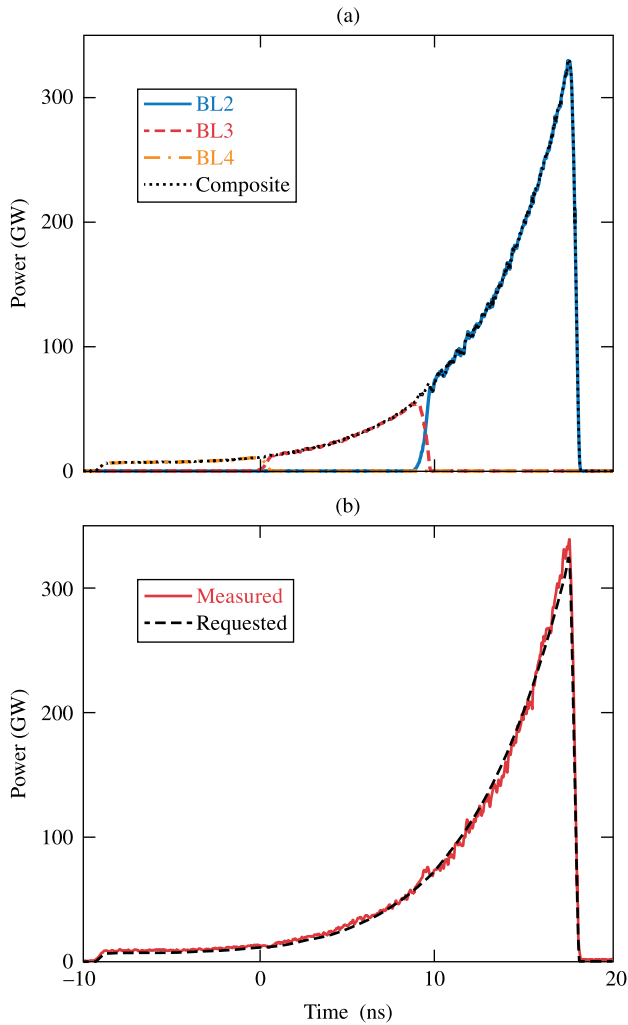 (a)
300
200
100
0
Power (GW)
BL2
BL3
BL4
Composite
(b)
300
200
100
0
Power (GW)
Measured
Requested
–10
0
10
20
Time (ns)